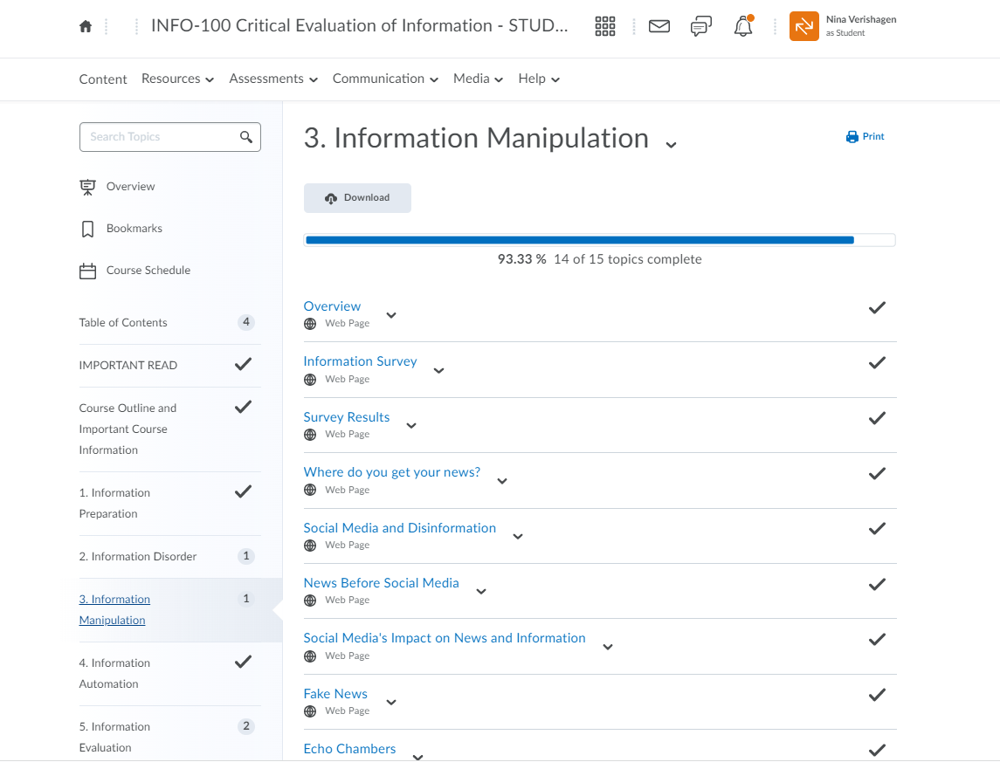 INFO-100 Critical Evaluation of Information - STUD...
Nina Verishagen
as Student
Content Resources Assessments Communication Media Help
Search Topics
Overview
Bookmarks
Course Schedule
Table of Contents 4
IMPORTANT READ
Course Outline and
Important Course
Information
1. Information
Preparation
2. Information Disorder 1
3. Information 1
Manipulation
4. Information
Automation
5. Information 2
Evaluation
3. Information Manipulation
Print
Download
93.33 % 14 of 15 topics complete
Overview
Web Page
Information Survey
Web Page
Survey Results
Web Page
Where do you get your news?
Web Page
Social Media and Disinformation
Web Page
News Before Social Media
Web Page
Social Media's Impact on News and Information
Web Page
Fake News
Web Page
Echo Chambers